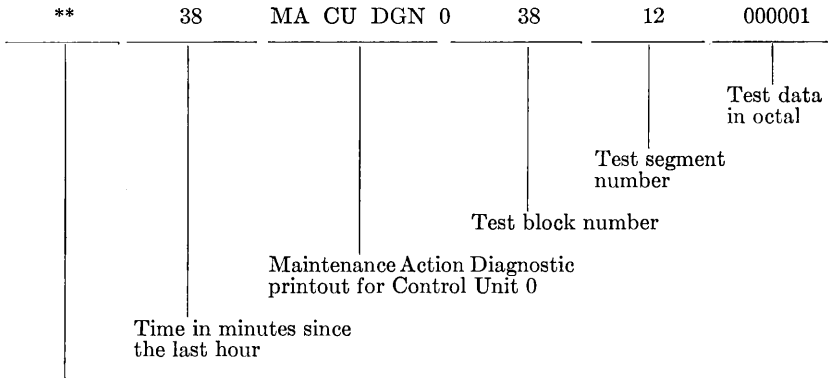 ** 38 MA CU DGN 0 38 12 000001
Test data
in octal
Test segment
number
Test block number
Maintenance Action Diagnostic
printout for Control Unit 0
Time in minutes since
the last hour